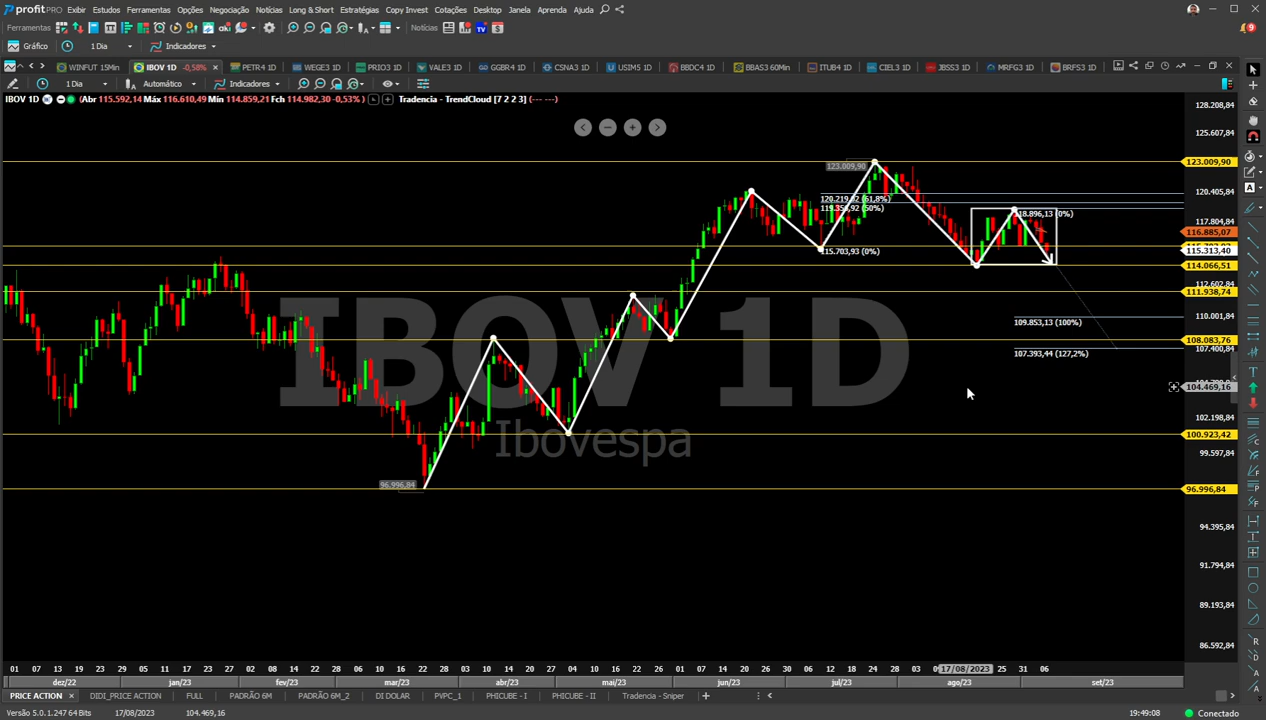 profitPRO Exibir Estudos Ferramentas Opções Negociação Notícias Long & Short Estratégias Copy Invest Cotações Desktop Janela Aprenda Ajuda
Ferramentas Notícias 9
Gráfico 1 Dia Indicadores
WINFUT 15Min IBOV 1D -0,58% PETR4 1D WEGE3 1D PRIO3 1D VALE3 1D GGBR4 1D CSNA3 1D USIM5 1D BBDC4 1D BBAS3 60Min ITUB4 1D CIEL3 1D JBSS3 1D MRFG3 1D BRFS3 1D
1 Dia Automático Indicadores
IBOV 1D (Abr 115.592,14 Máx 116.610,49 Mín 114.859,21 Fch 114.982,30 -0,53% ) Tradencia - TrendCloud [7 2 2 3] (--- ---)
128.208,84
125.607,84
123.009,90 123.009,90
120.405,84
119.358,92 (50%)
118.896,13 (0%)
117.804,84
116.885,07
115.703,93 (0%) 115.313,40
114.066,51
112.602,84
111.938,74
110.001,84
109.853,13 (100%)
108.083,76
107.400,84
107.393,44 (127,2%)
104.469,16
102.198,84
100.923,42
99.597,84
96.996,84 96.996,84
94.395,84
91.794,84
89.193,84
86.592,84
IBOV 1D
Ibovespa
01 07 13 19 23 29 05 11 17 23 27 02 08 14 22 28 06 10 16 22 28 03 10 14 20 27 04 10 16 22 26 01 07 14 20 26 30 06 12 18 24 28 03 17/08/2023 25 31 06
dez/22 jan/23 fev/23 mar/23 abr/23 mai/23 jun/23 jul/23 ago/23 set/23
PRICE ACTION DIDI_PRICE ACTION FULL PADRÃO 6M PADRÃO 6M_2 DI DOLAR PVPC_1 PHICUBE - I PHICUBE - II Tradencia - Sniper
Versão 5.0.1.247 64 Bits 17/08/2023 104.469,16 19:49:08 Conectado